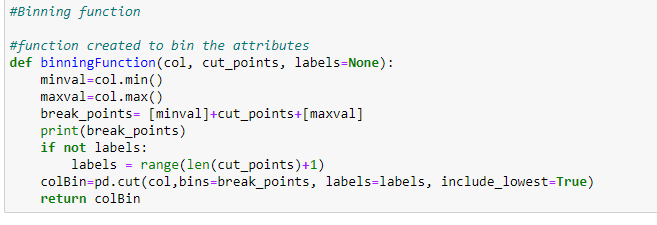 #Binning function
#function created to bin the attributes
def binningFunction(col, cut_points, labels=None):
    minval=col.min()
    maxval=col.max()
    break_points= [minval]+cut_points+[maxval]
    print(break_points)
    if not labels:
        labels = range(len(cut_points)+1)
    colBin=pd.cut(col,bins=break_points, labels=labels, include_lowest=True)
    return colBin